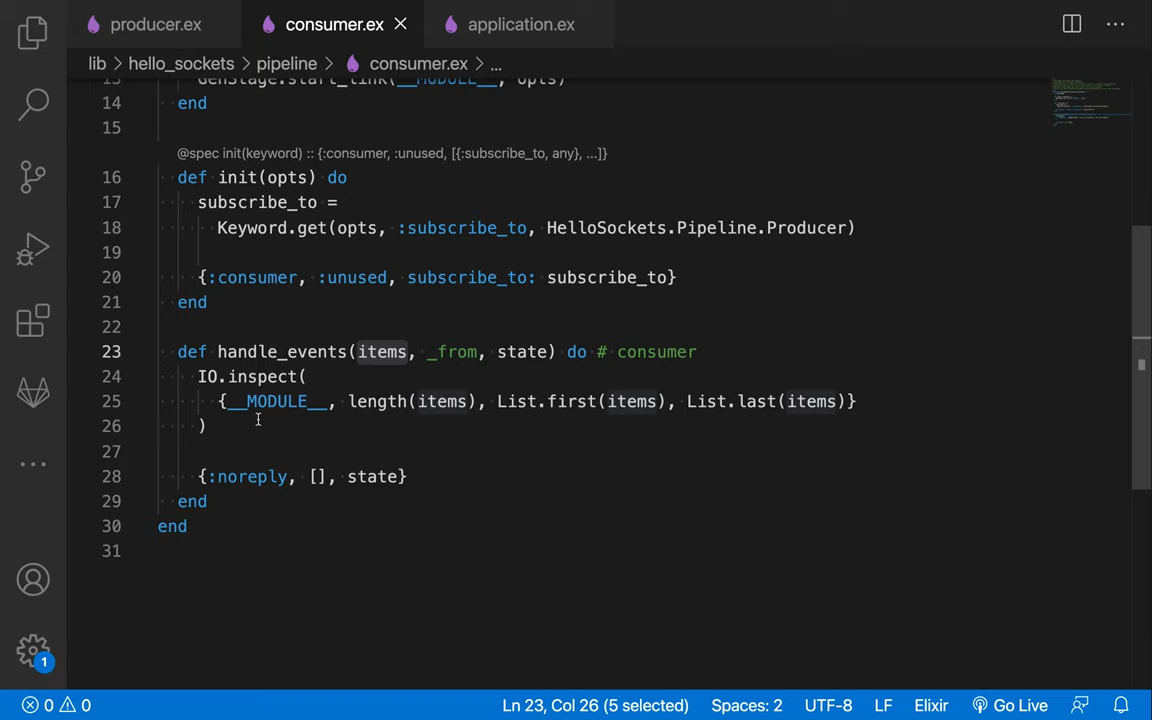 producer.ex consumer.ex application.ex
lib > hello_sockets > pipeline > consumer.ex > ...
13 GenStage.start_link(__MODULE__, opts)
14 end
15
@spec init(keyword) :: {:consumer, :unused, [{:subscribe_to, any}, ...]}
16 def init(opts) do
17 subscribe_to =
18 Keyword.get(opts, :subscribe_to, HelloSockets.Pipeline.Producer)
19
20 {:consumer, :unused, subscribe_to: subscribe_to}
21 end
22
23 def handle_events(items, _from, state) do # consumer
24 IO.inspect(
25 {__MODULE__, length(items), List.first(items), List.last(items)}
26 )
27
28 {:noreply, [], state}
29 end
30 end
31
1
0 0 Ln 23, Col 26 (5 selected) Spaces: 2 UTF-8 LF Elixir Go Live